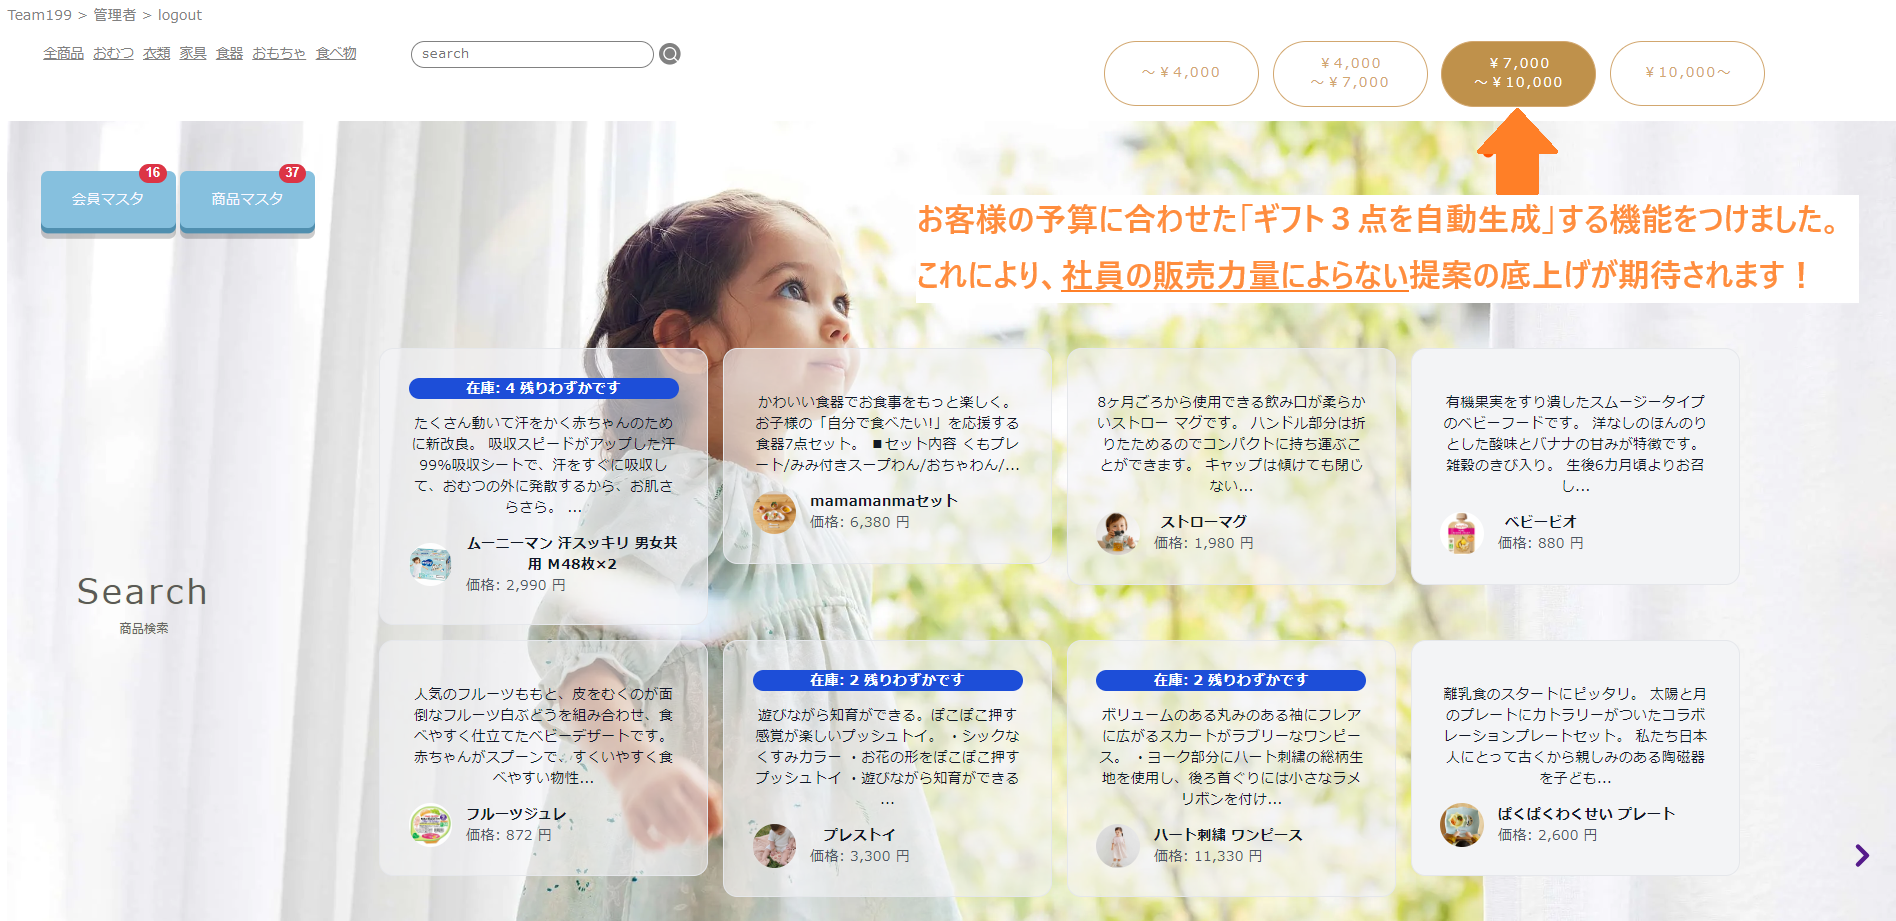 Team199 > 管理者 > logout
全商品 おむつ 衣類 家具 食器 おもちゃ 食べ物
search
～￥4,000
￥4,000
～￥7,000
￥7,000
～￥10,000
￥10,000～
会員マスタ
16
商品マスタ
37
お客様の予算に合わせた「ギフト３点を自動生成」する機能をつけました。
これにより、社員の販売力量によらない提案の底上げが期待されます！
Search
商品検索
在庫: 4 残りわずかです
たくさん動いて汗をかく赤ちゃんのため
に新改良。 吸収スピードがアップした汗
99%吸収シートで、汗をすぐに吸収し
て、おむつの外に発散するから、お肌さ
らさら。 ...
ムーニーマン 汗スッキリ 男女共
用 M48枚×2
価格: 2,990 円
かわいい食器でお食事をもっと楽しく。
お子様の「自分で食べたい!」を応援する
食器7点セット。 ■セット内容 くもプレ
ート/みみ付きスープわん/おちゃわん/...
mamamanmaセット
価格: 6,380 円
8ヶ月ごろから使用できる飲み口が柔らか
いストロー マグです。 ハンドル部分は折
りたためるのでコンパクトに持ち運ぶこ
とができます。 キャップは傾けても閉じ
ない...
ストローマグ
価格: 1,980 円
有機果実をすり潰したスムージータイプ
のベビーフードです。 洋なしのほんのり
とした酸味とバナナの甘みが特徴です。
雑穀のきび入り。 生後6カ月頃よりお召
し...
ベビービオ
価格: 880 円
人気のフルーツももと、皮をむくのが面
倒なフルーツ白ぶどうを組み合わせ、食
べやすく仕立てたベビーデザートです。
赤ちゃんがスプーンで、すくいやすく食
べやすい物性...
フルーツジュレ
価格: 872 円
在庫: 2 残りわずかです
遊びながら知育ができる。ぽこぽこ押す
感覚が楽しいプッシュトイ。 ・シックな
くすみカラー ・お花の形をぽこぽこ押す
プッシュトイ ・遊びながら知育ができる
...
プレストイ
価格: 3,300 円
在庫: 2 残りわずかです
ボリュームのある丸みのある袖にフレア
に広がるスカートがラブリーなワンピー
ス。 ・ヨーク部分にハート刺繍の総柄生
地を使用し、後ろ首ぐりには小さなラメ
リボンを付け...
ハート刺繍 ワンピース
価格: 11,330 円
離乳食のスタートにピッタリ。 太陽と月
のプレートにカトラリーがついたコラボ
レーションプレートセット。 私たち日本
人にとって古くから親しみのある陶磁器
を子ども...
ぱくぱくわくせい プレート
価格: 2,600 円